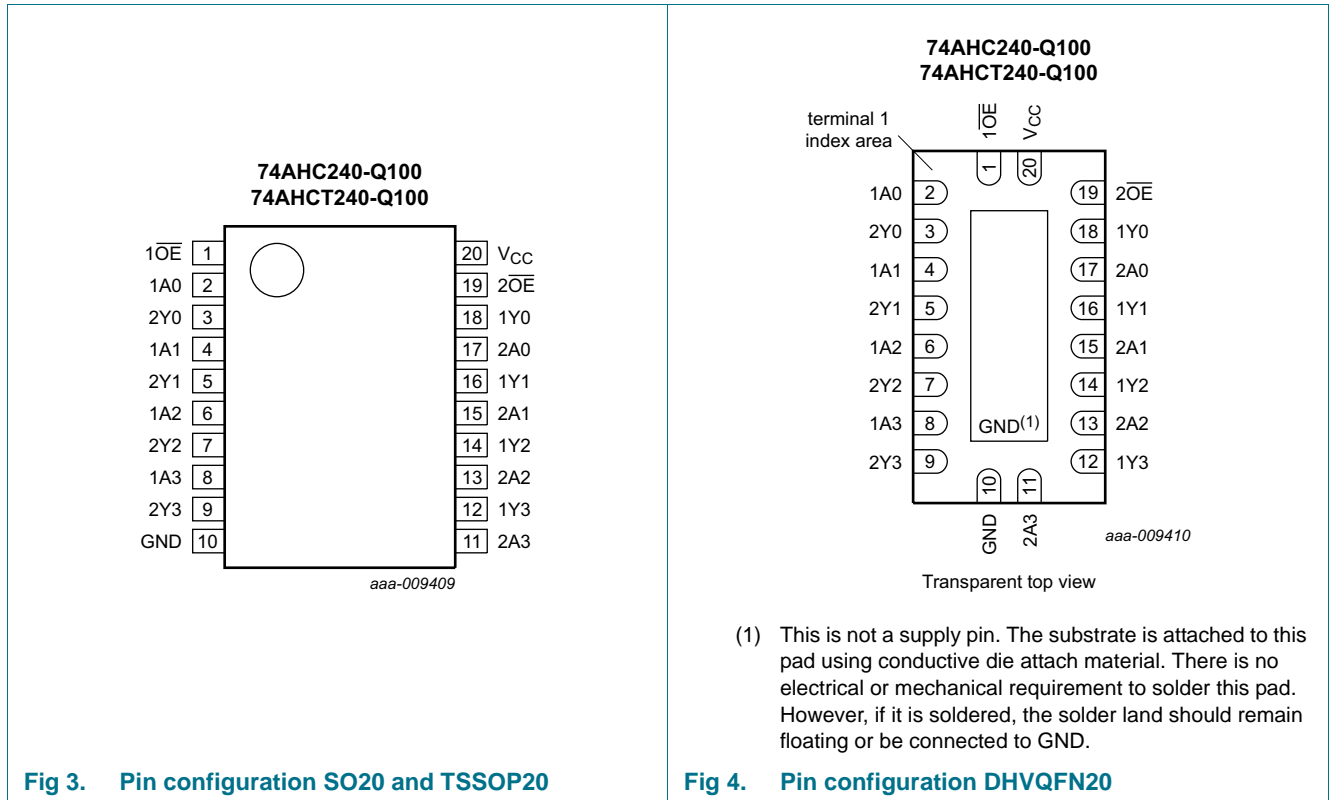 74AHC240-Q100
74AHCT240-Q100
1O̅E̅ 1
1A0 2
2Y0 3
1A1 4
2Y1 5
1A2 6
2Y2 7
1A3 8
2Y3 9
GND 10
20 VCC
19 2O̅E̅
18 1Y0
17 2A0
16 1Y1
15 2A1
14 1Y2
13 2A2
12 1Y3
11 2A3
aaa-009409
Fig 3. Pin configuration SO20 and TSSOP20
74AHC240-Q100
74AHCT240-Q100
terminal 1
index area
1O̅E̅
VCC
1
20
1A0 2
2Y0 3
1A1 4
2Y1 5
1A2 6
2Y2 7
1A3 8
2Y3 9
19 2O̅E̅
18 1Y0
17 2A0
16 1Y1
15 2A1
14 1Y2
13 2A2
12 1Y3
GND(1)
10
11
GND
2A3
aaa-009410
Transparent top view
(1) This is not a supply pin. The substrate is attached to this
pad using conductive die attach material. There is no
electrical or mechanical requirement to solder this pad.
However, if it is soldered, the solder land should remain
floating or be connected to GND.
Fig 4. Pin configuration DHVQFN20